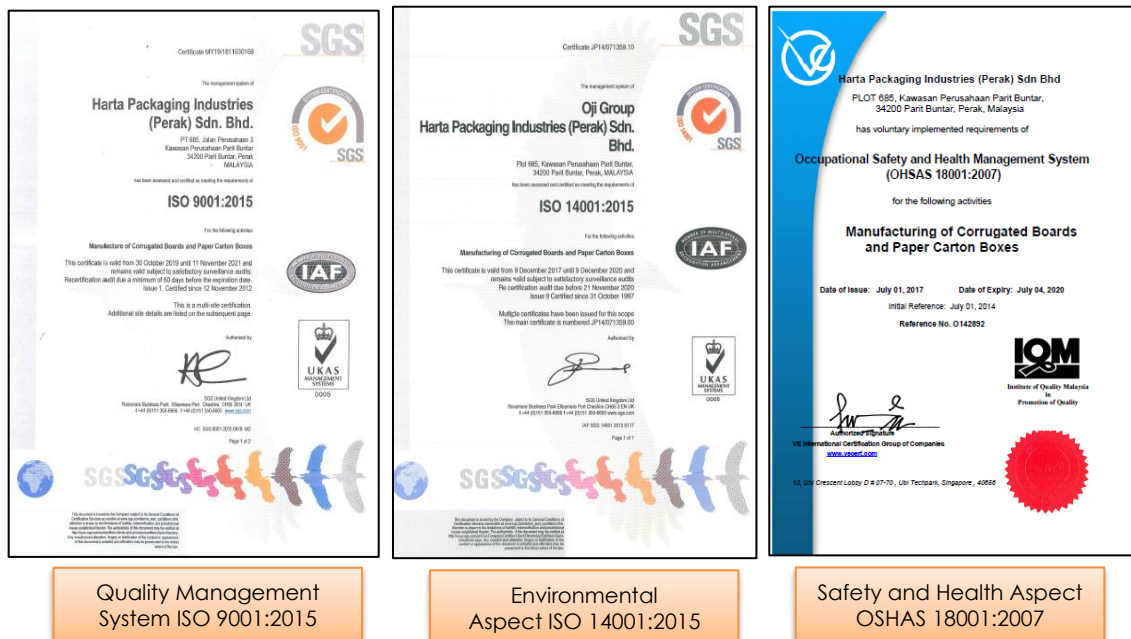 SGS
Certificate MY19/1811030168
The management system of
Harta Packaging Industries
(Perak) Sdn. Bhd.
PT 685, Jalan Perusahaan 3
Kawasan Perusahaan Parit Buntar
34200 Parit Buntar, Perak
MALAYSIA
has been assessed and certified as meeting the requirements of
ISO 9001:2015
For the following activities
Manufacture of Corrugated Boards and Paper Carton Boxes
This certificate is valid from 30 October 2019 until 11 November 2021 and
remains valid subject to satisfactory surveillance audits.
Recertification audit due a minimum of 60 days before the expiration date.
Issue 1. Certified since 12 November 2012
This is a multi-site certification.
Additional site details are listed on the subsequent page.
Authorised by
SGS United Kingdom Ltd
Page 1 of 2
SYSTEM CERTIFICATION
ISO 9001
SGS
IAF
UKAS
MANAGEMENT
SYSTEMS
0005
SGS
SGS
Certificate JP14/071359.10
The management system of
Oji Group
Harta Packaging Industries (Perak) Sdn.
Bhd.
Plot 685, Kawasan Perusahaan Parit Buntar,
34200 Parit Buntar, Perak, MALAYSIA
has been assessed and certified as meeting the requirements of
ISO 14001:2015
For the following activities
Manufacturing of Corrugated Boards and Paper Carton Boxes
This certificate is valid from 9 December 2017 until 9 December 2020 and
remains valid subject to satisfactory surveillance audits
Re certification audit due before 21 November 2020
Issue 9 Certified since 31 October 1997
Multiple certificates have been issued for this scope
The main certificate is numbered JP14/071359.00
Authorised by
SGS United Kingdom Ltd
Page 1 of 1
SYSTEM CERTIFICATION
ISO 14001
SGS
IAF
UKAS
MANAGEMENT
SYSTEMS
0005
SGS
Harta Packaging Industries (Perak) Sdn Bhd
PLOT 685, Kawasan Perusahaan Parit Buntar,
34200 Parit Buntar, Perak, Malaysia
has voluntary implemented requirements of
Occupational Safety and Health Management System
(OHSAS 18001:2007)
for the following activities
Manufacturing of Corrugated Boards
and Paper Carton Boxes
Date of Issue: July 01, 2017 Date of Expiry: July 04, 2020
Initial Reference: July 01, 2014
Reference No. O142892
IQM
Institute of Quality Malaysia
in
Promotion of Quality
Authorized Signature
VE International Certification Group of Companies
www.vecert.com
10, Ubi Crescent Lobby D # 07-70, Ubi Techpark, Singapore,
Quality Management
System ISO 9001:2015
Environmental
Aspect ISO 14001:2015
Safety and Health Aspect
OSHAS 18001:2007